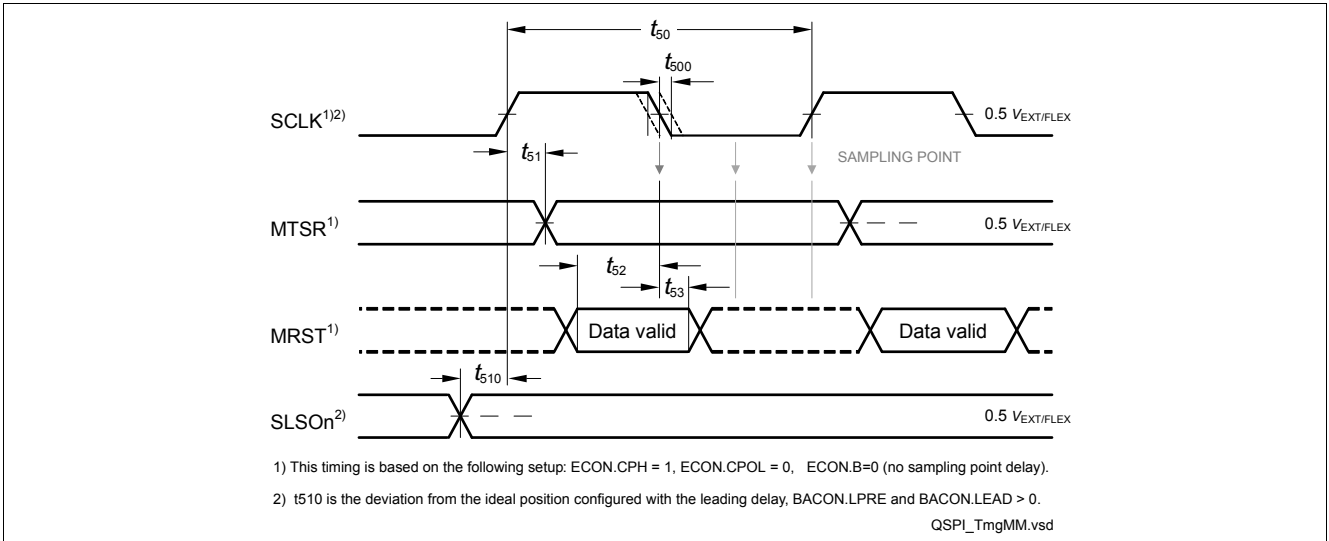 t50
t500
SCLK1)2)
0.5 VEXT/FLEX
t51
SAMPLING POINT
MTSR1)
0.5 VEXT/FLEX
t52
t53
MRST1)
Data valid
Data valid
t510
SLSOn2)
0.5 VEXT/FLEX
1) This timing is based on the following setup: ECON.CPH = 1, ECON.CPOL = 0, ECON.B=0 (no sampling point delay).
2) t510 is the deviation from the ideal position configured with the leading delay, BACON.LPRE and BACON.LEAD > 0.
QSPI_TmgMM.vsd